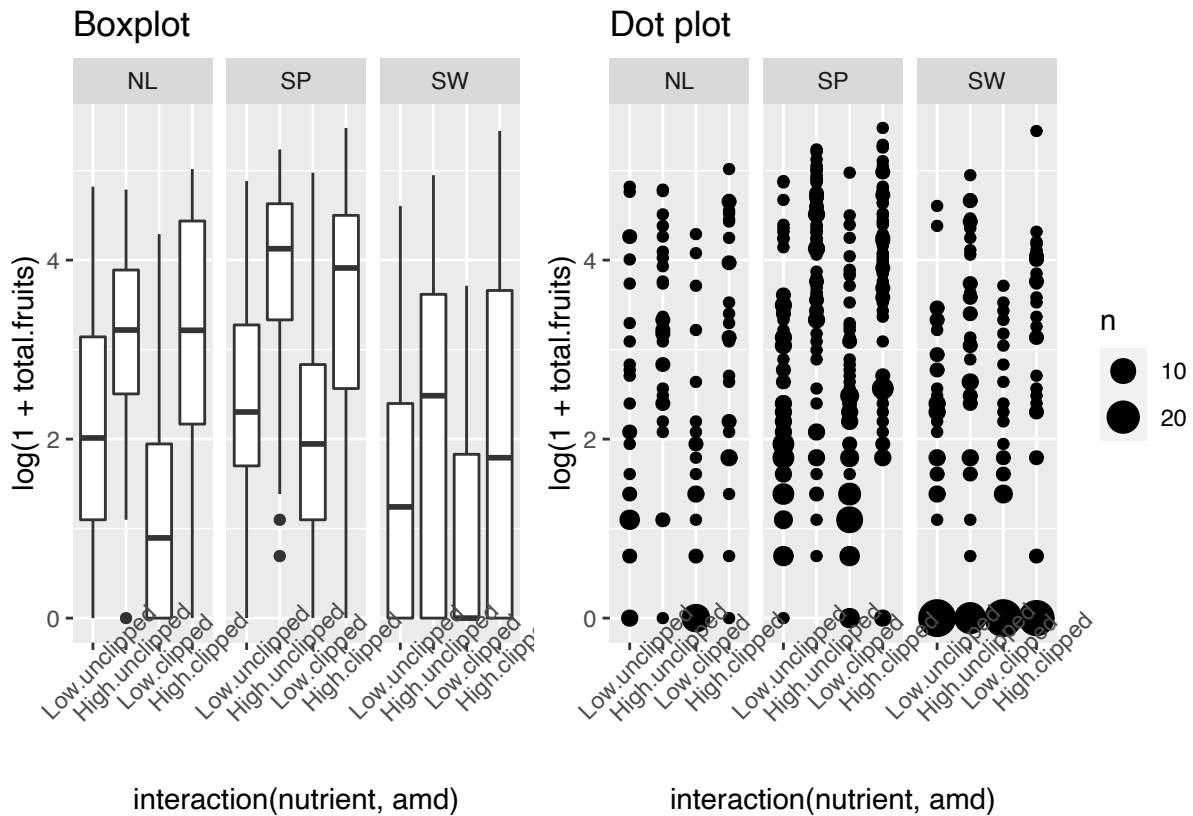 Boxplot
NL SP SW
log(1 + total.fruits)
4
2
0
Low.unclipped
High.unclipped
Low.clipped
High.clipped
Low.unclipped
High.unclipped
Low.clipped
High.clipped
Low.unclipped
High.unclipped
Low.clipped
High.clipp
interaction(nutrient, amd)
Dot plot
NL SP SW
log(1 + total.fruits)
4
2
0
Low.unclipped
High.unclipped
Low.clipped
High.clipped
Low.unclipped
High.unclipped
Low.clipped
High.clipped
Low.unclipped
High.unclipped
Low.clipped
High.clipped
interaction(nutrient, amd)
n
10
20